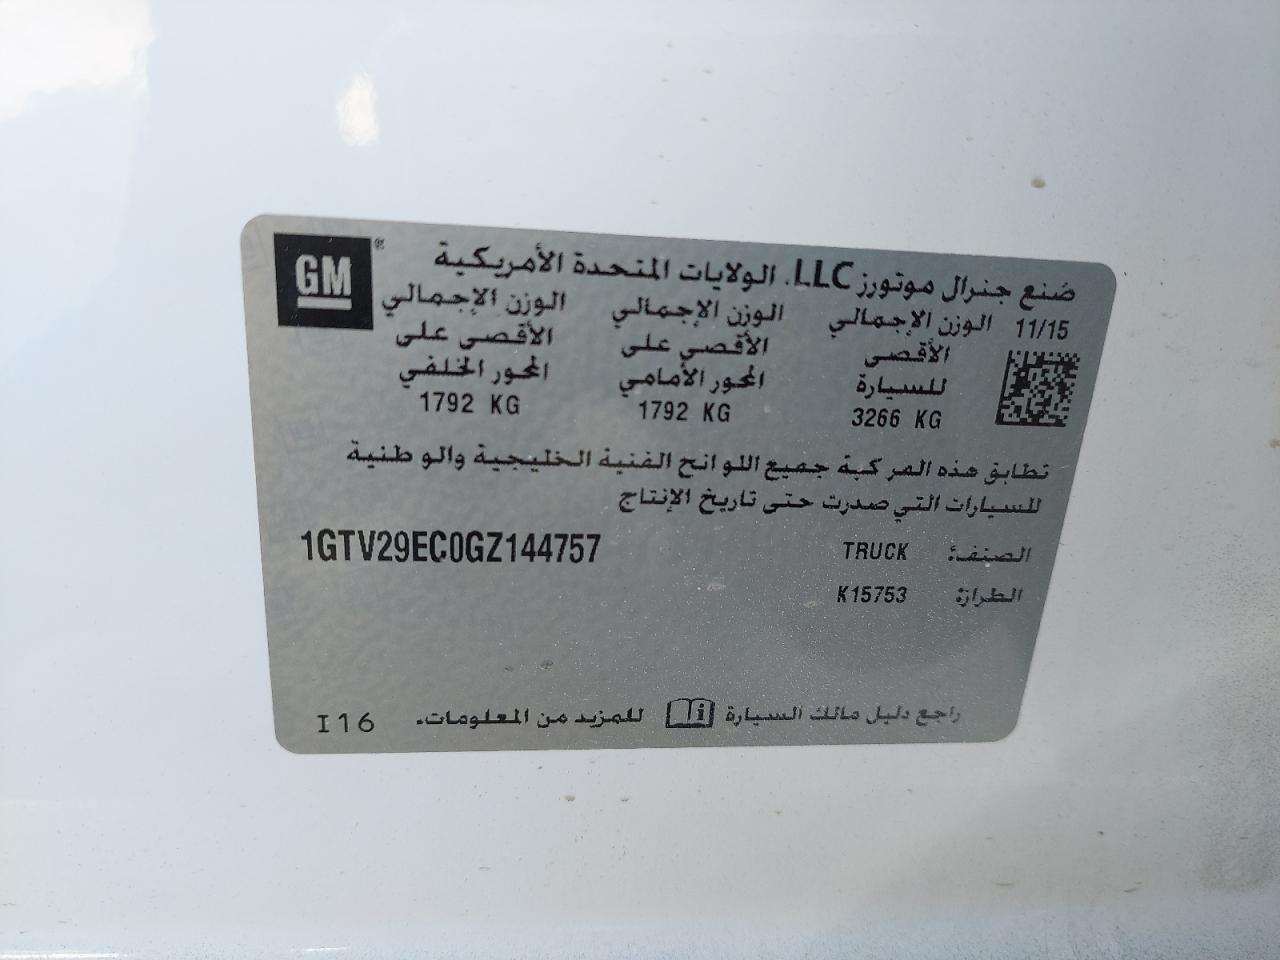 GM®
صُنع جنرال موتورز LLC. الولايات المتحدة الأمريكية
11/15
الوزن الإجمالي
الأقصى
للسيارة
3266 KG
الوزن الإجمالي
الأقصى على
المحور الأمامي
1792 KG
الوزن الإجمالي
الأقصى على
المحور الخلفي
1792 KG
تطابق هذه المركبة جميع اللوائح الفنية الخليجية والوطنية
للسيارات التي صدرت حتى تاريخ الإنتاج
الصنف: TRUCK
1GTV29EC0GZ144757
الطراز: K15753
راجع دليل مالك السيارة i للمزيد من المعلومات.
I16